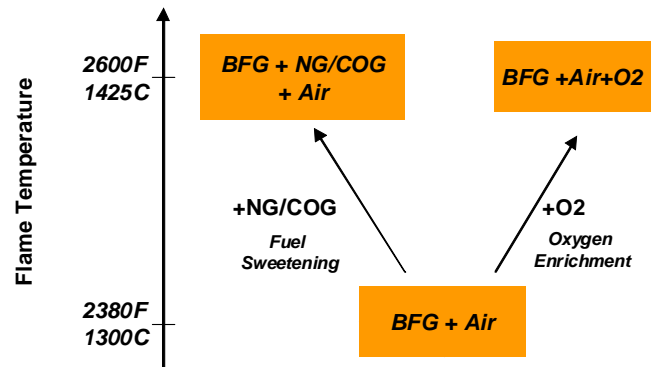 Flame Temperature
2600F
1425C
2380F
1300C
BFG + NG/COG
+ Air
BFG +Air+O2
+NG/COG
Fuel
Sweetening
+O2
Oxygen
Enrichment
BFG + Air